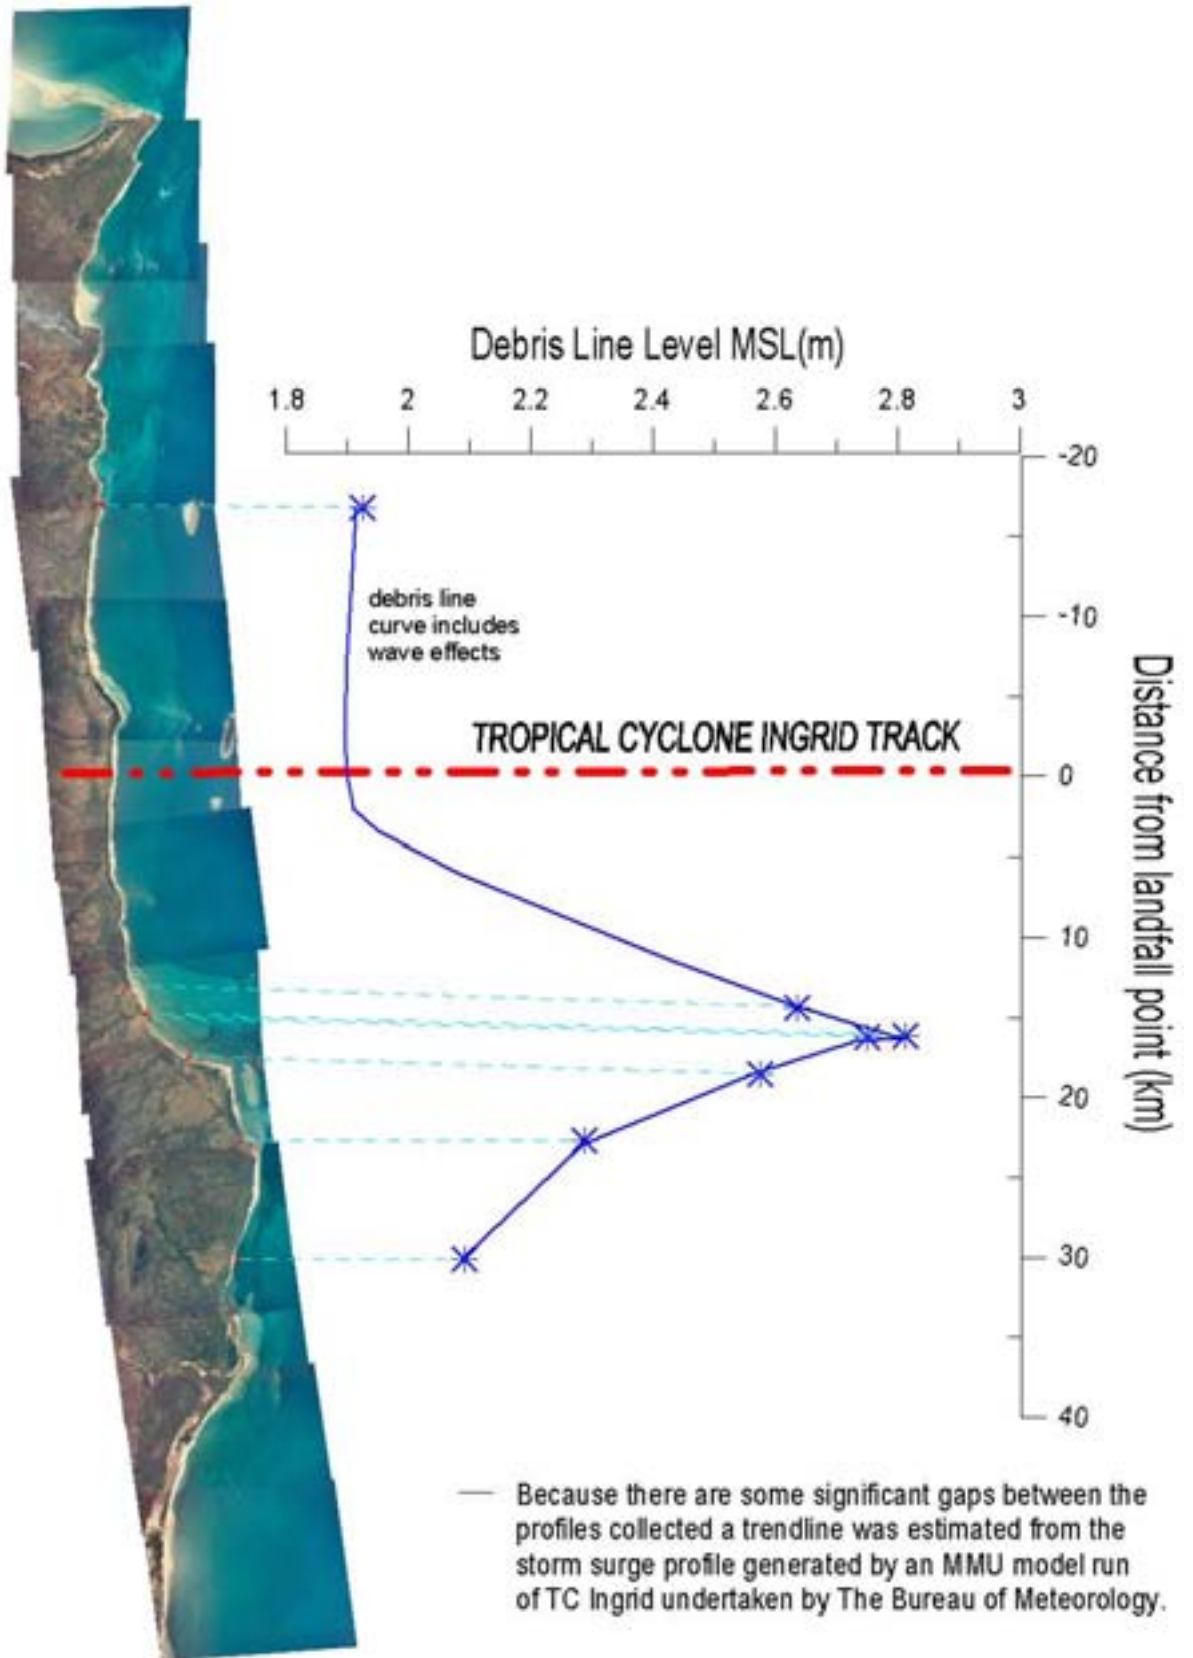 Debris Line Level MSL(m)
1.8 2 2.2 2.4 2.6 2.8 3
-20
debris line
curve includes
wave effects
-10
TROPICAL CYCLONE INGRID TRACK
0
10
20
30
40
Distance from landfall point (km)
— Because there are some significant gaps between the
profiles collected a trendline was estimated from the
storm surge profile generated by an MMU model run
of TC Ingrid undertaken by The Bureau of Meteorology.